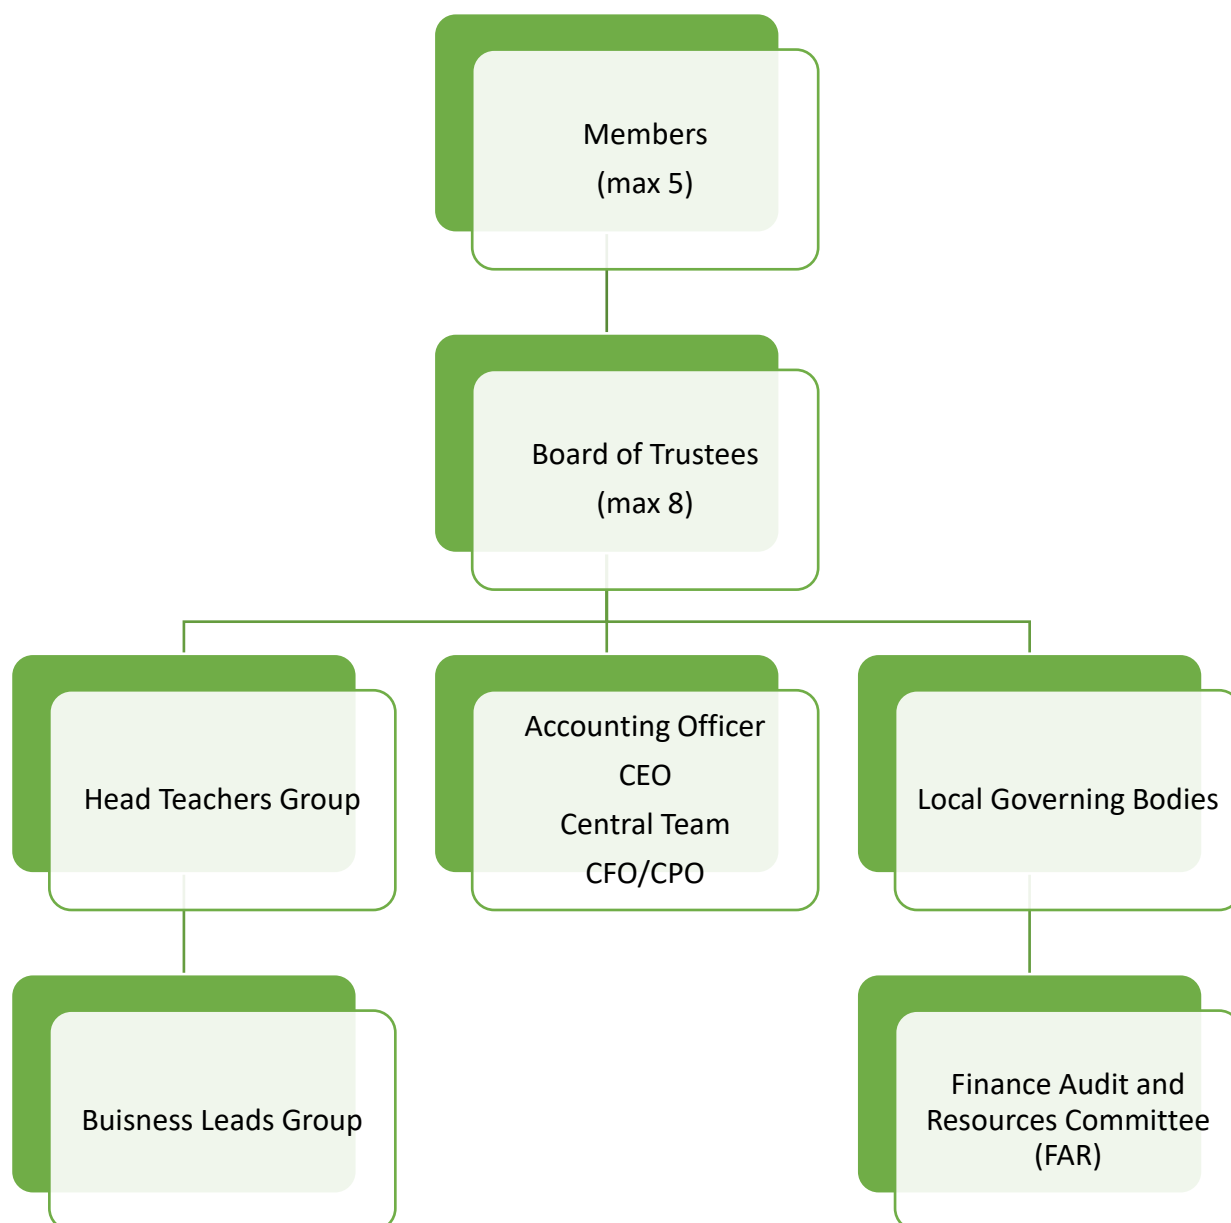 Members
(max 5)
Board of Trustees
(max 8)
Head Teachers Group
Accounting Officer
CEO
Central Team
CFO/CPO
Local Governing Bodies
Buisness Leads Group
Finance Audit and
Resources Committee
(FAR)